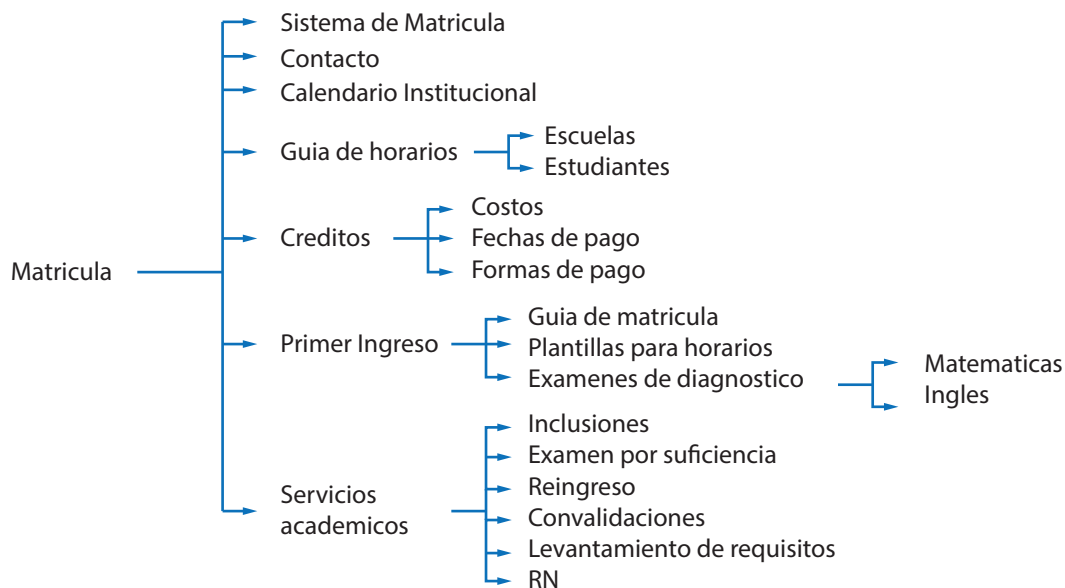 Matricula
Sistema de Matricula
Contacto
Calendario Institucional
Guia de horarios
Escuelas
Estudiantes
Creditos
Costos
Fechas de pago
Formas de pago
Primer Ingreso
Guia de matricula
Plantillas para horarios
Examenes de diagnostico
Matematicas
Ingles
Servicios
academicos
Inclusiones
Examen por suficiencia
Reingreso
Convalidaciones
Levantamiento de requisitos
RN